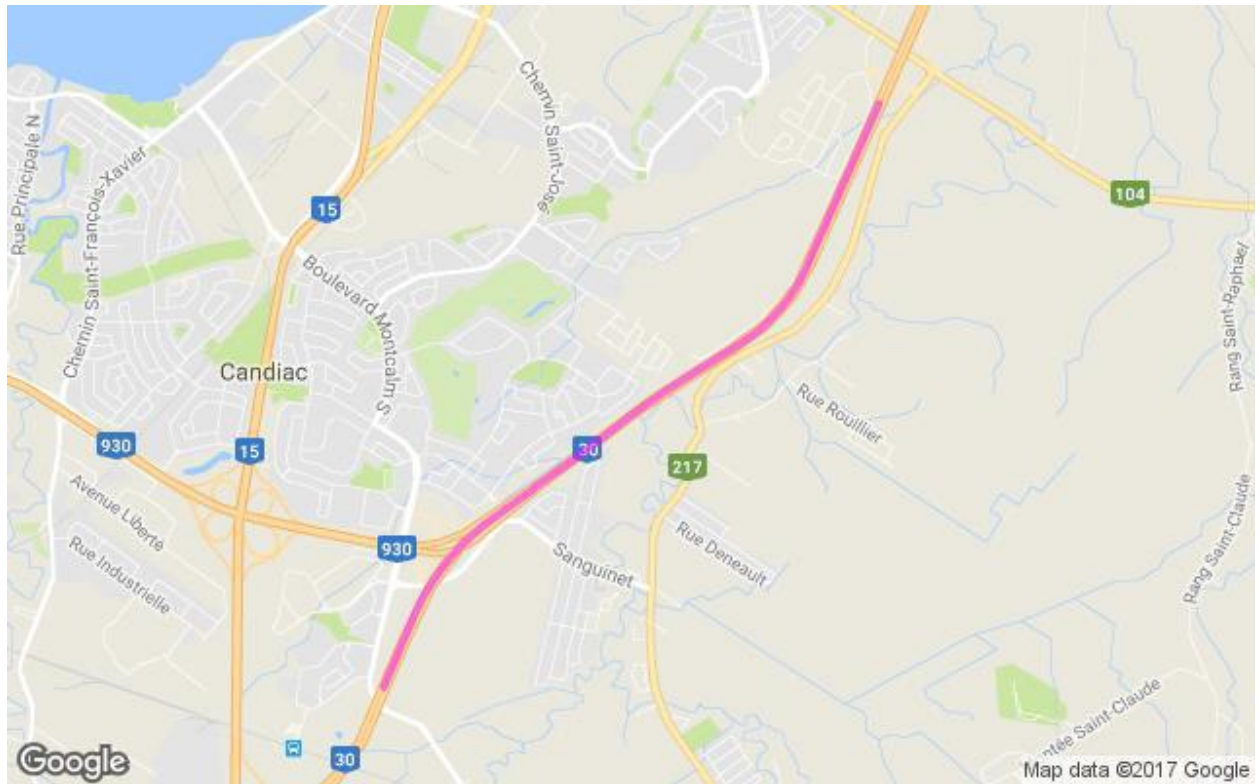 Rue Principale N
Chemin Saint-François-Xavier
Chemin Saint-José
15
104
Boulevard Montcalm S
Rang Saint-Raphaël
Candiac
Rue Rouillier
930
15
30
217
Avenue Liberte
Rue Industrielle
930
Sanguinet
Rue Deneault
Rang Saint-Claude
ntée Saint-Claude
30
Google
Map data ©2017 Google